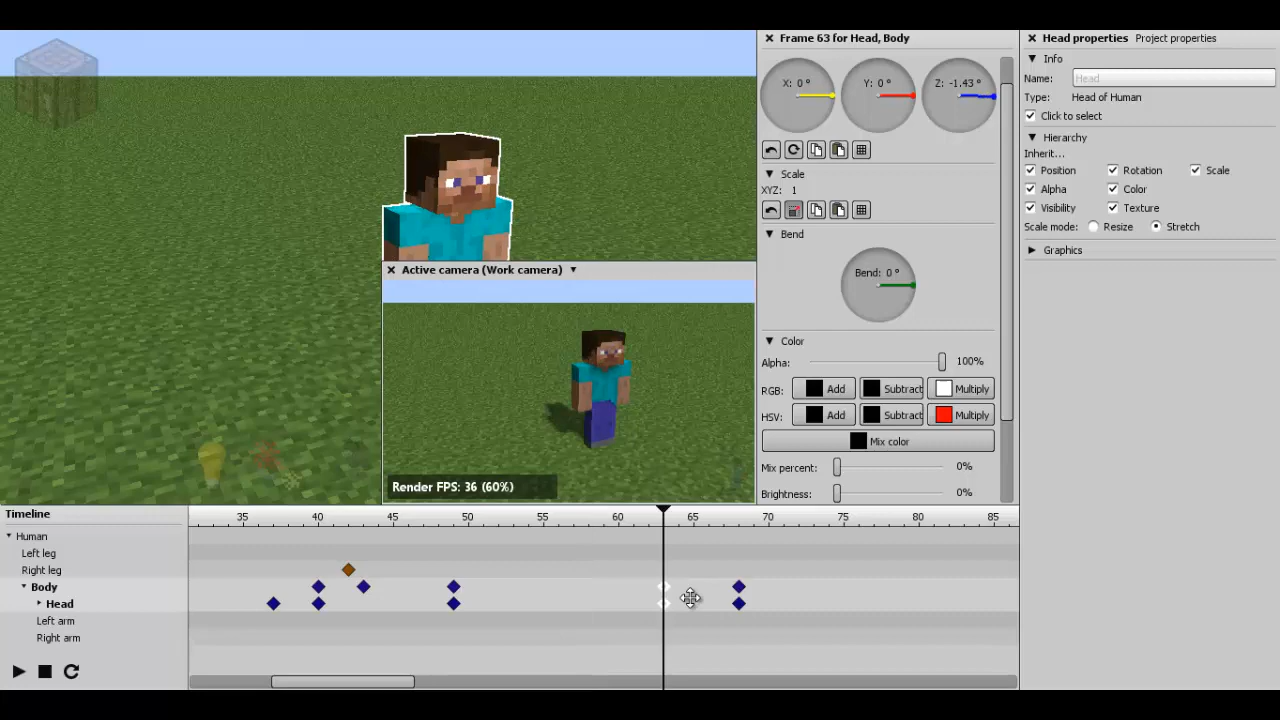 Frame 63 for Head, Body
X: 0 °
Y: 0 °
Z: -1.43 °
Scale
XYZ: 1
Bend
Bend: 0 °
Color
Alpha: 100%
RGB: Add Subtract Multiply
HSV: Add Subtract Multiply
Mix color
Mix percent: 0%
Brightness: 0%
Head properties Project properties
Info
Name: Head
Type: Head of Human
Click to select
Hierarchy
Inherit...
Position Rotation Scale
Alpha Color
Visibility Texture
Scale mode: Resize Stretch
Graphics
Active camera (Work camera)
Render FPS: 36 (60%)
Timeline
35 40 45 50 55 60 65 70 75 80 85
Human
Left leg
Right leg
Body
Head
Left arm
Right arm